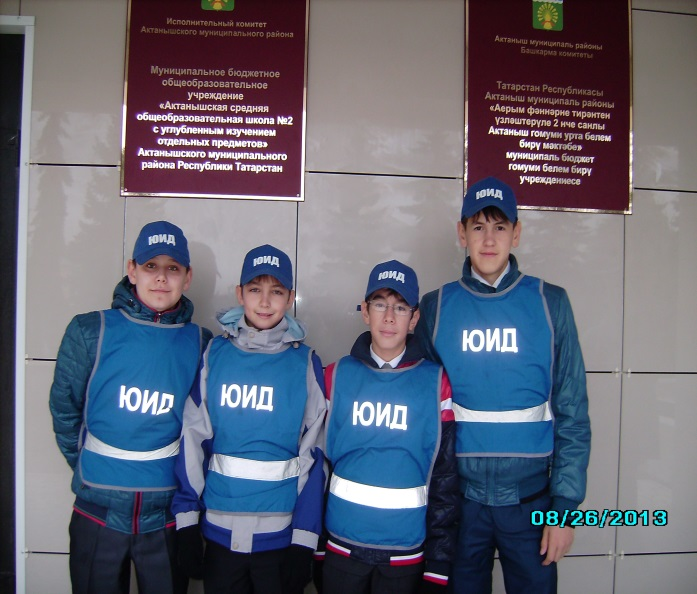 Исполнительный комитет
Актанышского муниципального района
Муниципальное бюджетное
общеобразовательное
учреждение
«Актанышская средняя
общеобразовательная школа №2
с углубленным изучением
отдельных предметов»
Актанышского муниципального
района Республики Татарстан
Актаныш муниципаль районы
Башкарма комитеты
Татарстан Республикасы
Актаныш муниципаль районы
«Аерым фәннәрне тирәнтен
үзләштерүле 2 нче санлы
Актаныш гомуми урта белем
бирү мәктәбе»
муниципаль бюджет
гомуми белем бирү
учреждениесе
ЮИД
ЮИД
ЮИД
ЮИД
ЮИД
ЮИД
ЮИД
ЮИД
08/26/2013